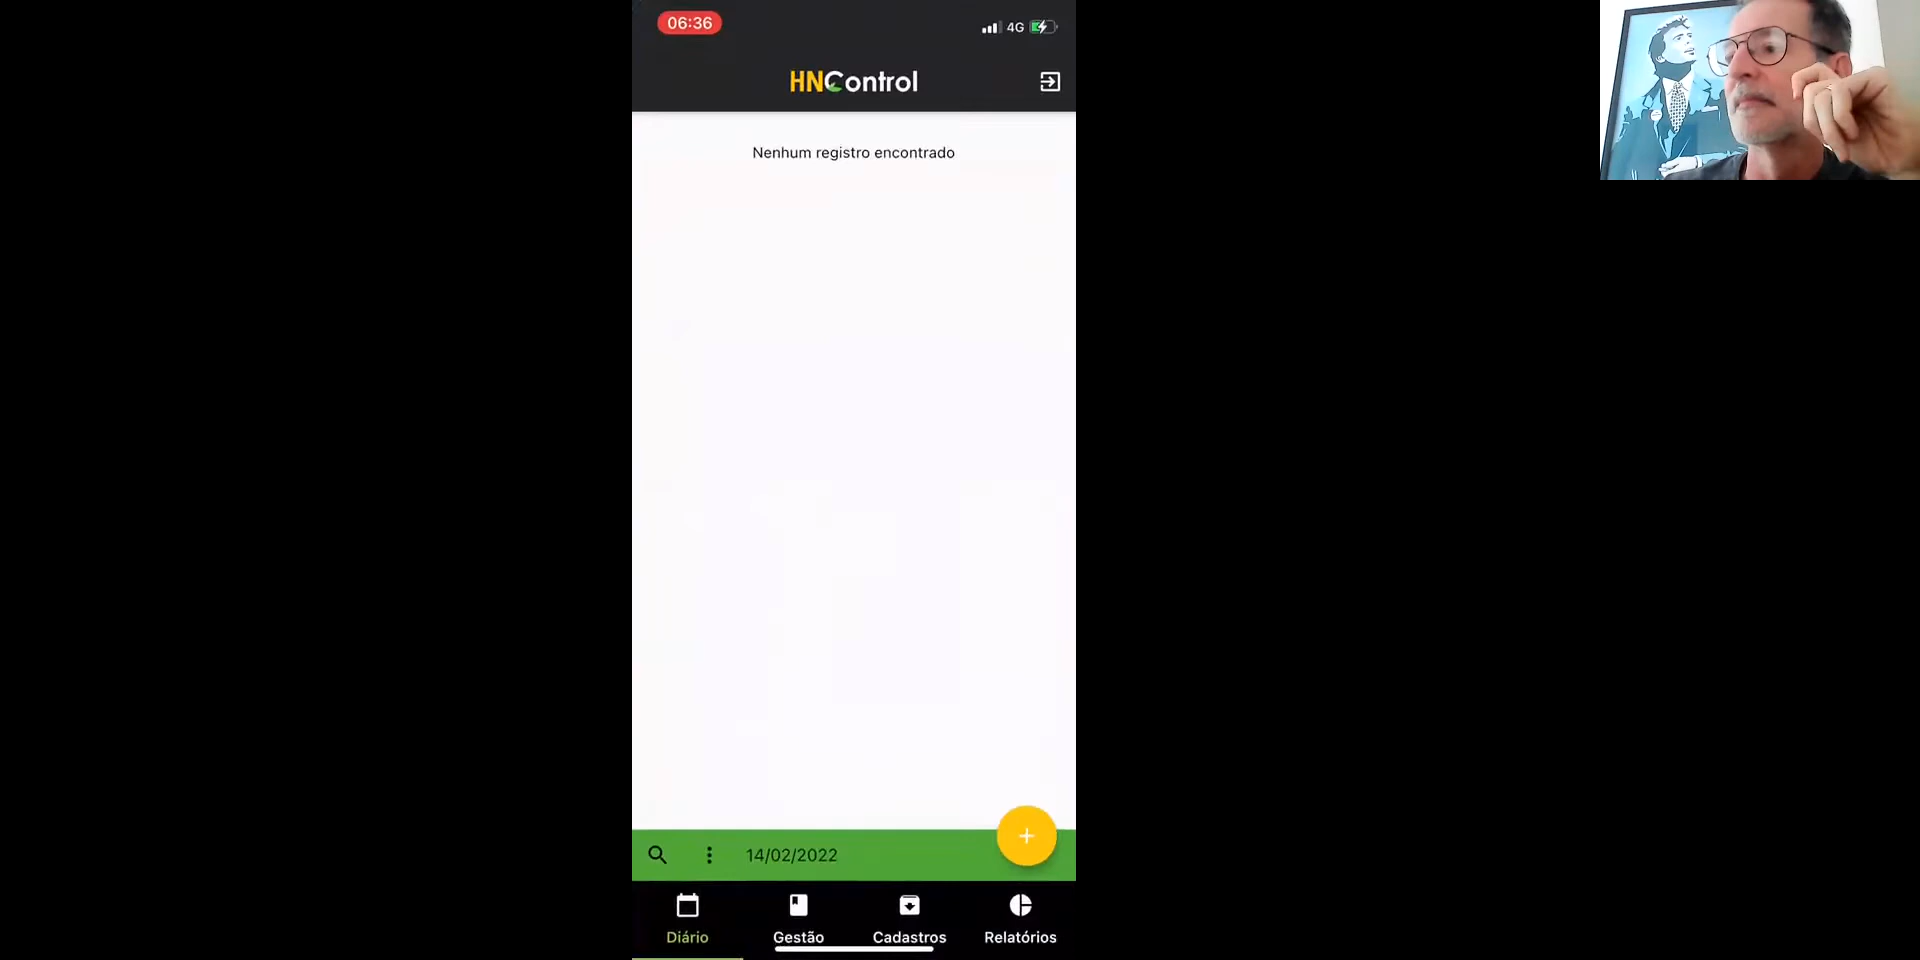 06:36
4G
HNControl
Nenhum registro encontrado
14/02/2022
Diário
Gestão
Cadastros
Relatórios